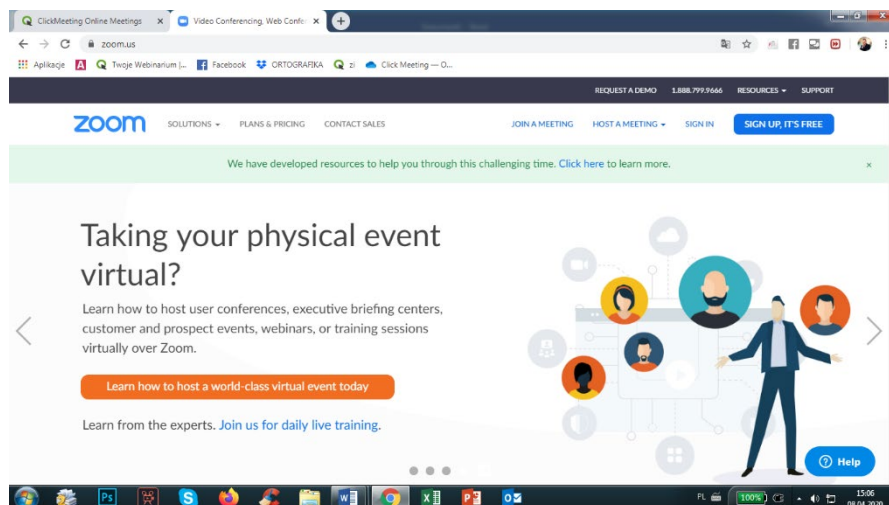 ClickMeeting Online Meetings
Video Conferencing, Web Confe
zoom.us
Aplikacje
Twoje Webinarium |...
Facebook
ORTOGRAFIKA
zi
Click Meeting — O...
REQUEST A DEMO 1.888.799.9666 RESOURCES SUPPORT
zoom SOLUTIONS PLANS & PRICING CONTACT SALES JOIN A MEETING HOST A MEETING SIGN IN SIGN UP, IT'S FREE
We have developed resources to help you through this challenging time. Click here to learn more.
Taking your physical event
virtual?
Learn how to host user conferences, executive briefing centers,
customer and prospect events, webinars, or training sessions
virtually over Zoom.
Learn how to host a world-class virtual event today
Learn from the experts. Join us for daily live training.
Help
PL 100% 15:06
08.04.2020